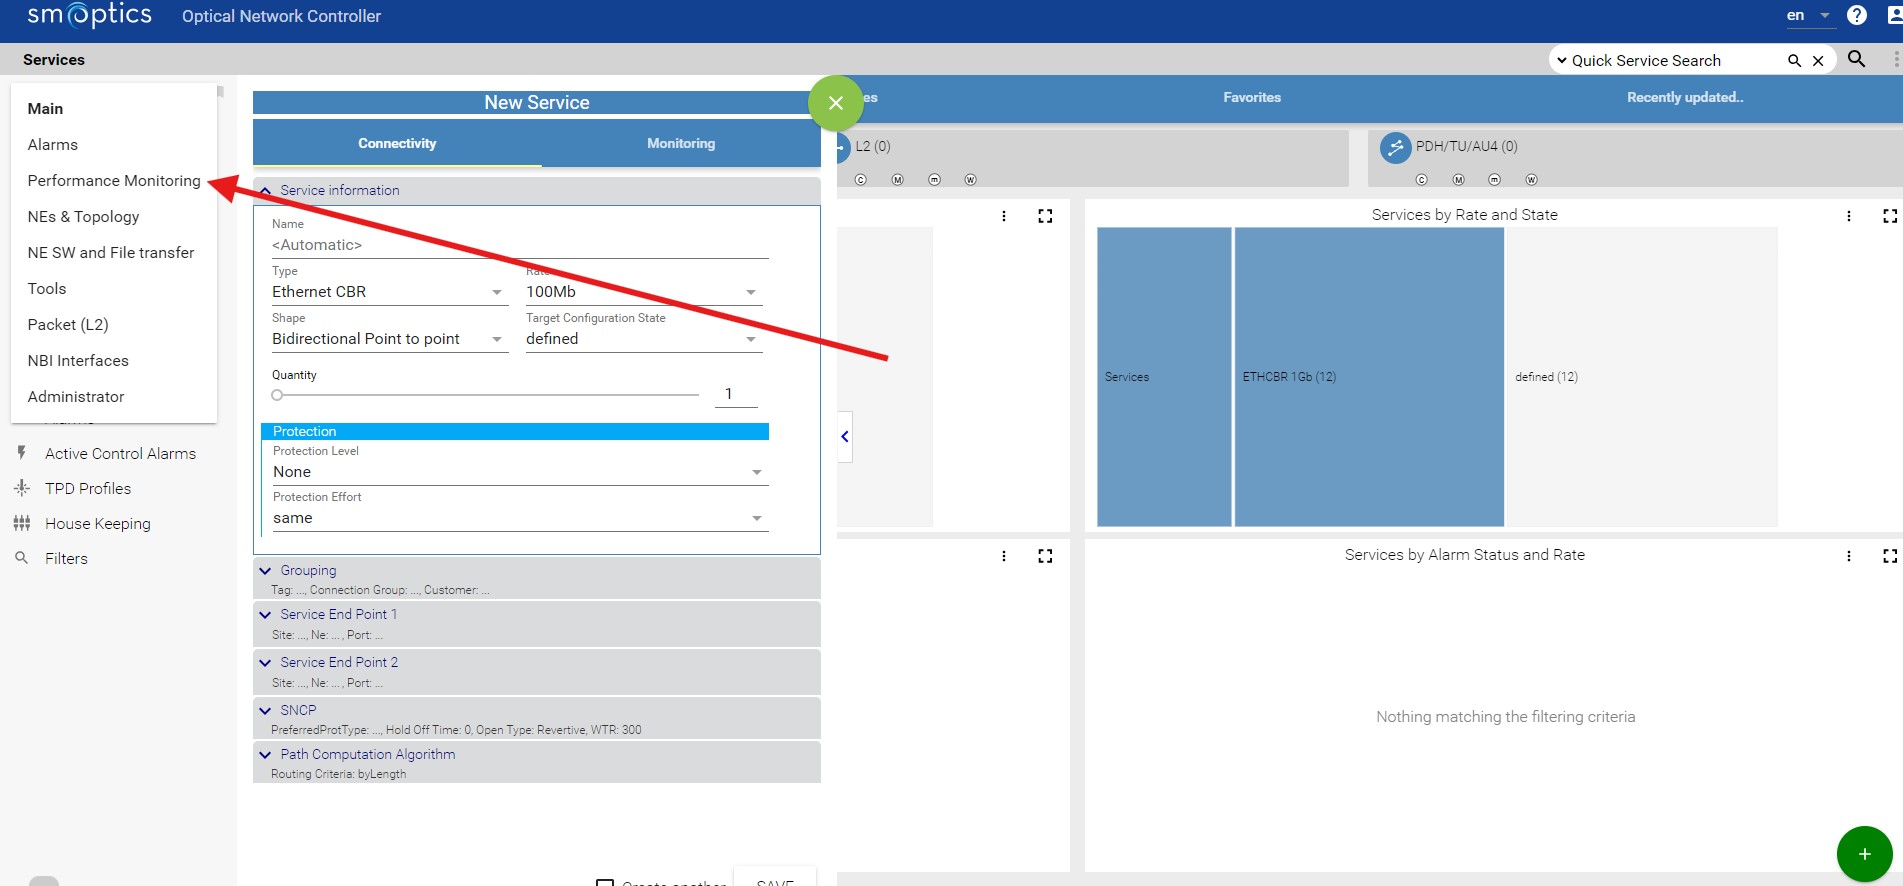 smoptics Optical Network Controller en
Services
Quick Service Search
Main
Alarms
Performance Monitoring
NEs & Topology
NE SW and File transfer
Tools
Packet (L2)
NBI Interfaces
Administrator
Active Control Alarms
TPD Profiles
House Keeping
Filters
New Service
Connectivity Monitoring
Service information
Name
<Automatic>
Type
Ethernet CBR
Rate
100Mb
Shape
Bidirectional Point to point
Target Configuration State
defined
Quantity
1
Protection
Protection Level
None
Protection Effort
same
Grouping
Tag: ..., Connection Group: ..., Customer: ...
Service End Point 1
Site: ..., Ne: ... , Port: ...
Service End Point 2
Site: ..., Ne: ... , Port: ...
SNCP
PreferredProtType: ..., Hold Off Time: 0, Open Type: Revertive, WTR: 300
Path Computation Algorithm
Routing Criteria: byLength
Create another SAVE
es Favorites Recently updated..
L2 (0)
C M m W
PDH/TU/AU4 (0)
C M m W
Services by Rate and State
Services ETHCBR 1Gb (12) defined (12)
Services by Alarm Status and Rate
Nothing matching the filtering criteria